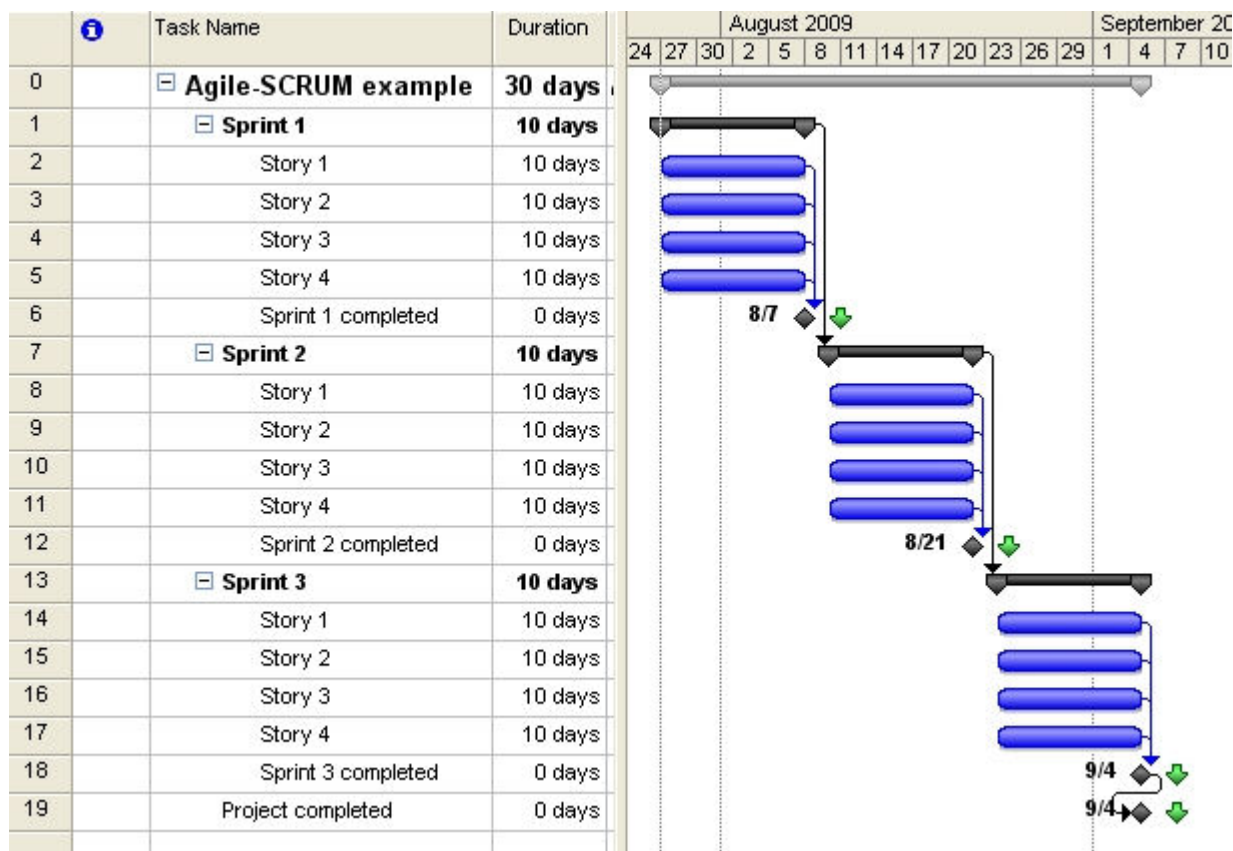 Task Name Duration August 2009 September 20
24 27 30 2 5 8 11 14 17 20 23 26 29 1 4 7 10
0 Agile-SCRUM example 30 days
1 Sprint 1 10 days
2 Story 1 10 days
3 Story 2 10 days
4 Story 3 10 days
5 Story 4 10 days
6 Sprint 1 completed 0 days 8/7
7 Sprint 2 10 days
8 Story 1 10 days
9 Story 2 10 days
10 Story 3 10 days
11 Story 4 10 days
12 Sprint 2 completed 0 days 8/21
13 Sprint 3 10 days
14 Story 1 10 days
15 Story 2 10 days
16 Story 3 10 days
17 Story 4 10 days
18 Sprint 3 completed 0 days 9/4
19 Project completed 0 days 9/4